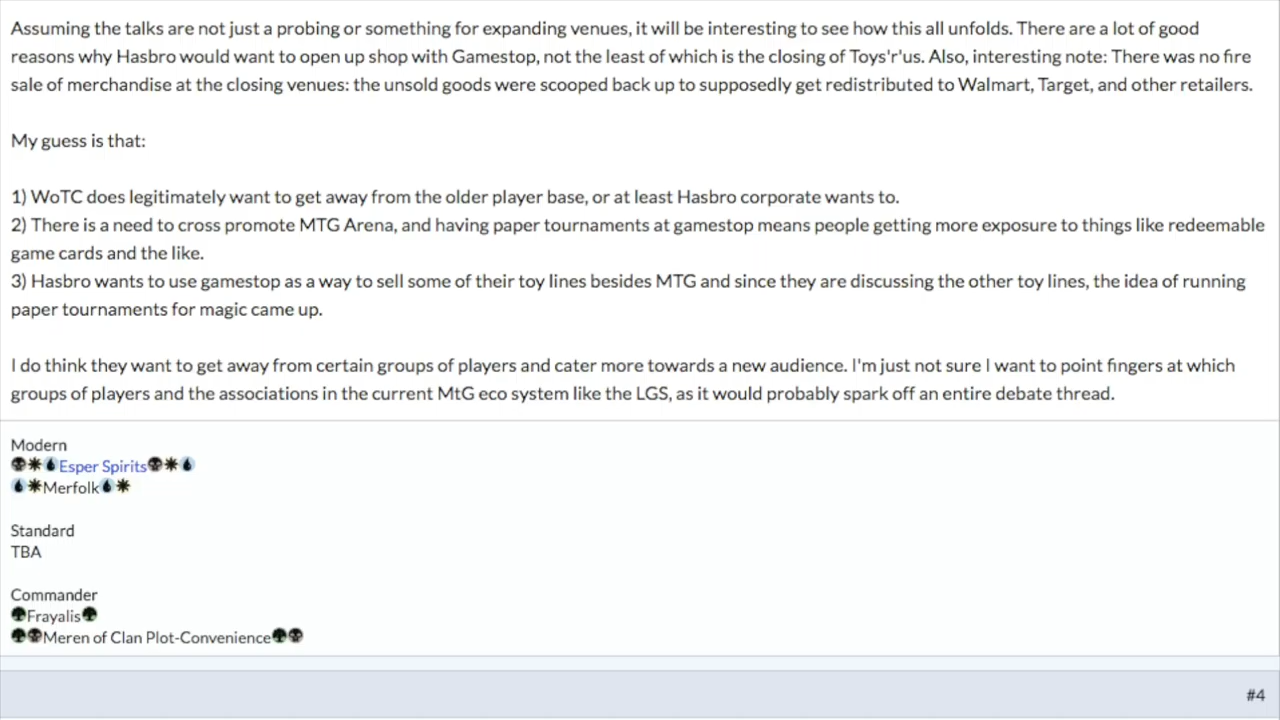 Assuming the talks are not just a probing or something for expanding venues, it will be interesting to see how this all unfolds. There are a lot of good
reasons why Hasbro would want to open up shop with Gamestop, not the least of which is the closing of Toys'r'us. Also, interesting note: There was no fire
sale of merchandise at the closing venues: the unsold goods were scooped back up to supposedly get redistributed to Walmart, Target, and other retailers.
My guess is that:
1) WoTC does legitimately want to get away from the older player base, or at least Hasbro corporate wants to.
2) There is a need to cross promote MTG Arena, and having paper tournaments at gamestop means people getting more exposure to things like redeemable
game cards and the like.
3) Hasbro wants to use gamestop as a way to sell some of their toy lines besides MTG and since they are discussing the other toy lines, the idea of running
paper tournaments for magic came up.
I do think they want to get away from certain groups of players and cater more towards a new audience. I'm just not sure I want to point fingers at which
groups of players and the associations in the current MtG eco system like the LGS, as it would probably spark off an entire debate thread.
Modern
Esper Spirits
Merfolk
Standard
TBA
Commander
Frayalis
Meren of Clan Plot-Convenience
#4